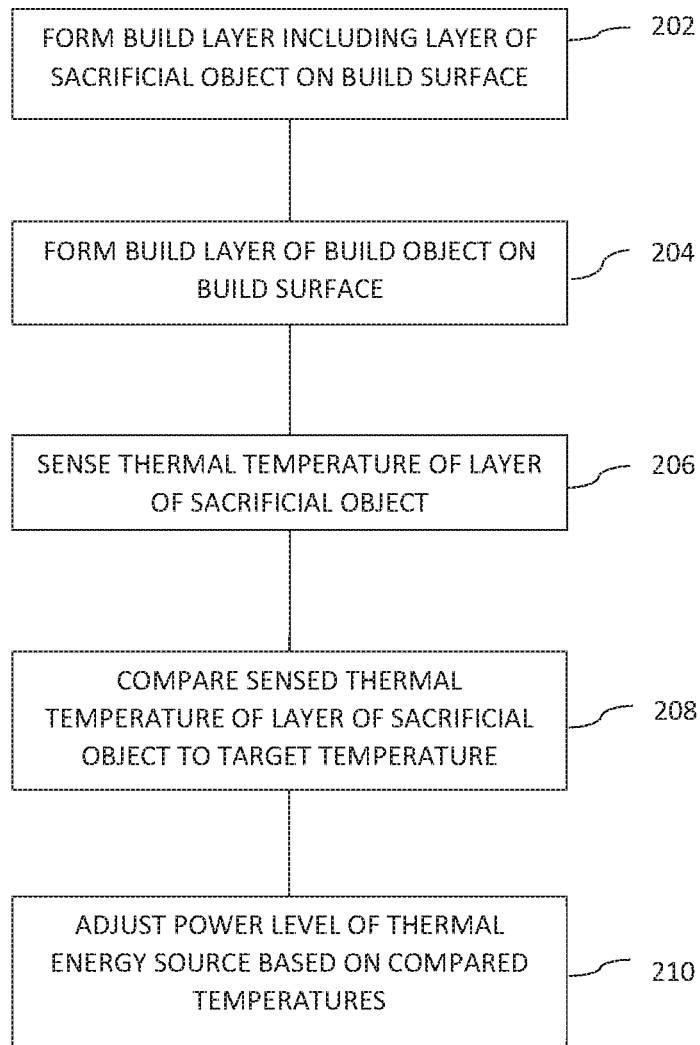 FORM BUILD LAYER INCLUDING LAYER OF
SACRIFICIAL OBJECT ON BUILD SURFACE
202
FORM BUILD LAYER OF BUILD OBJECT ON
BUILD SURFACE
204
SENSE THERMAL TEMPERATURE OF LAYER
OF SACRIFICIAL OBJECT
206
COMPARE SENSED THERMAL
TEMPERATURE OF LAYER OF SACRIFICIAL
OBJECT TO TARGET TEMPERATURE
208
ADJUST POWER LEVEL OF THERMAL
ENERGY SOURCE BASED ON COMPARED
TEMPERATURES
210